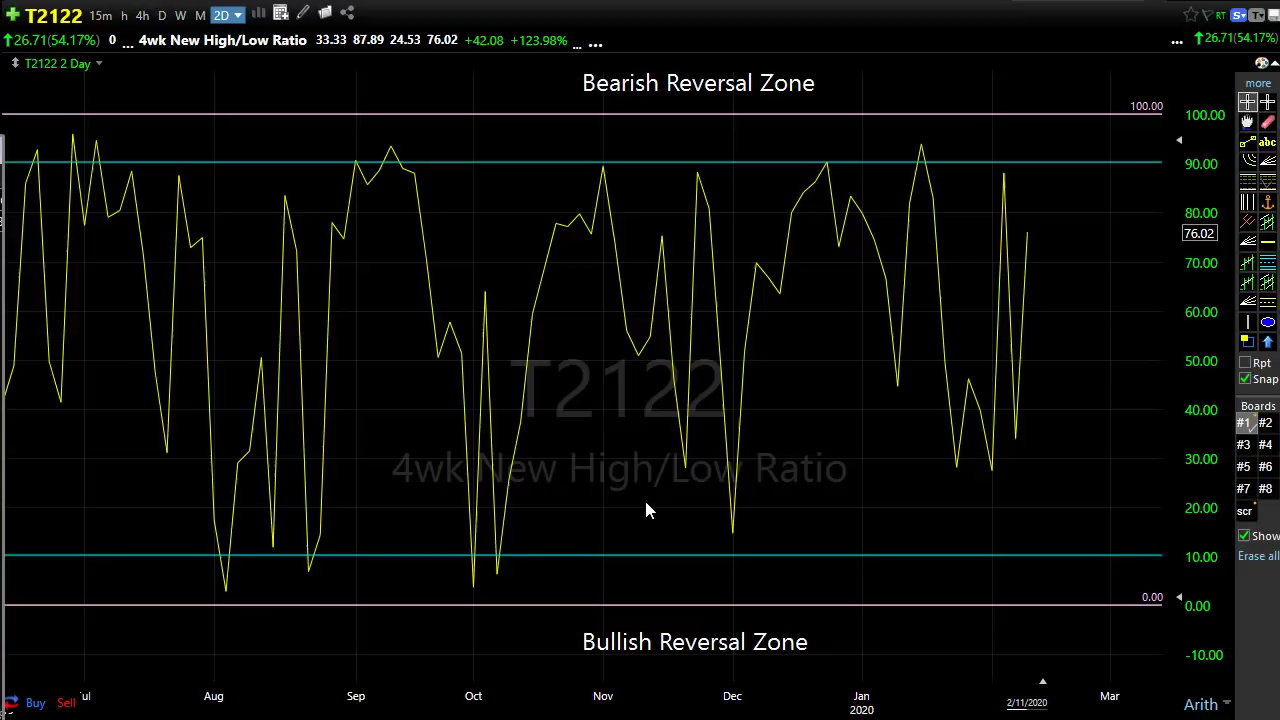 T2122 15m h 4h D W M 2D RT S T
26.71(54.17%) 0 ... 4wk New High/Low Ratio 33.33 87.89 24.53 76.02 +42.08 +123.98% ... ... ... 26.71(54.17%)
T2122 2 Day
more
Bearish Reversal Zone
100.00
100.00
90.00
80.00
76.02
70.00
60.00
50.00
40.00
30.00
20.00
10.00
0.00
0.00
-10.00
T2122
4wk New High/Low Ratio
Bullish Reversal Zone
abc
Rpt
Snap
Boards
#1 #2
#3 #4
#5 #6
#7 #8
scr
Show
Erase all
Buy Sell
Aug Sep Oct Nov Dec Jan Mar
2020 2/11/2020
Arith